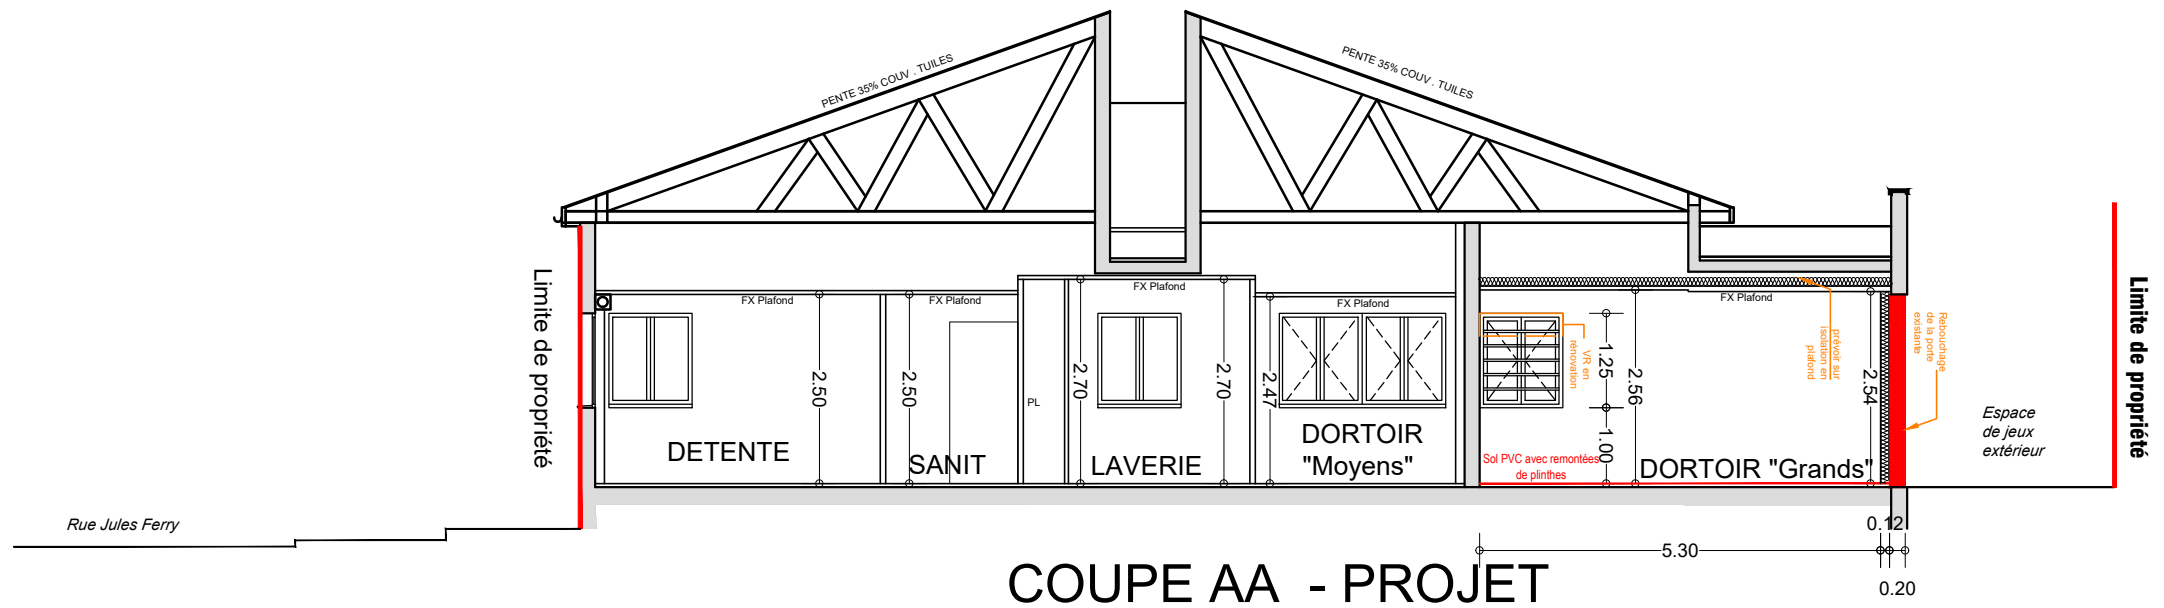 PENTE 35% COUV . TUILES
PENTE 35% COUV . TUILES
Limite de propriété
FX Plafond
FX Plafond
FX Plafond
FX Plafond
FX Plafond
2.50
2.50
PL
2.70
2.70
2.47
VR en
rénovation
1.25
1.00
2.56
prévoir sur
isolation en
plafond
2.54
Rebouchage
de la porte
existante
Limite de propriété
Espace
de jeux
extérieur
DETENTE
SANIT
LAVERIE
DORTOIR
"Moyens"
Sol PVC avec remontées
de plinthes
DORTOIR "Grands"
Rue Jules Ferry
0.12
5.30
0.20
COUPE AA - PROJET